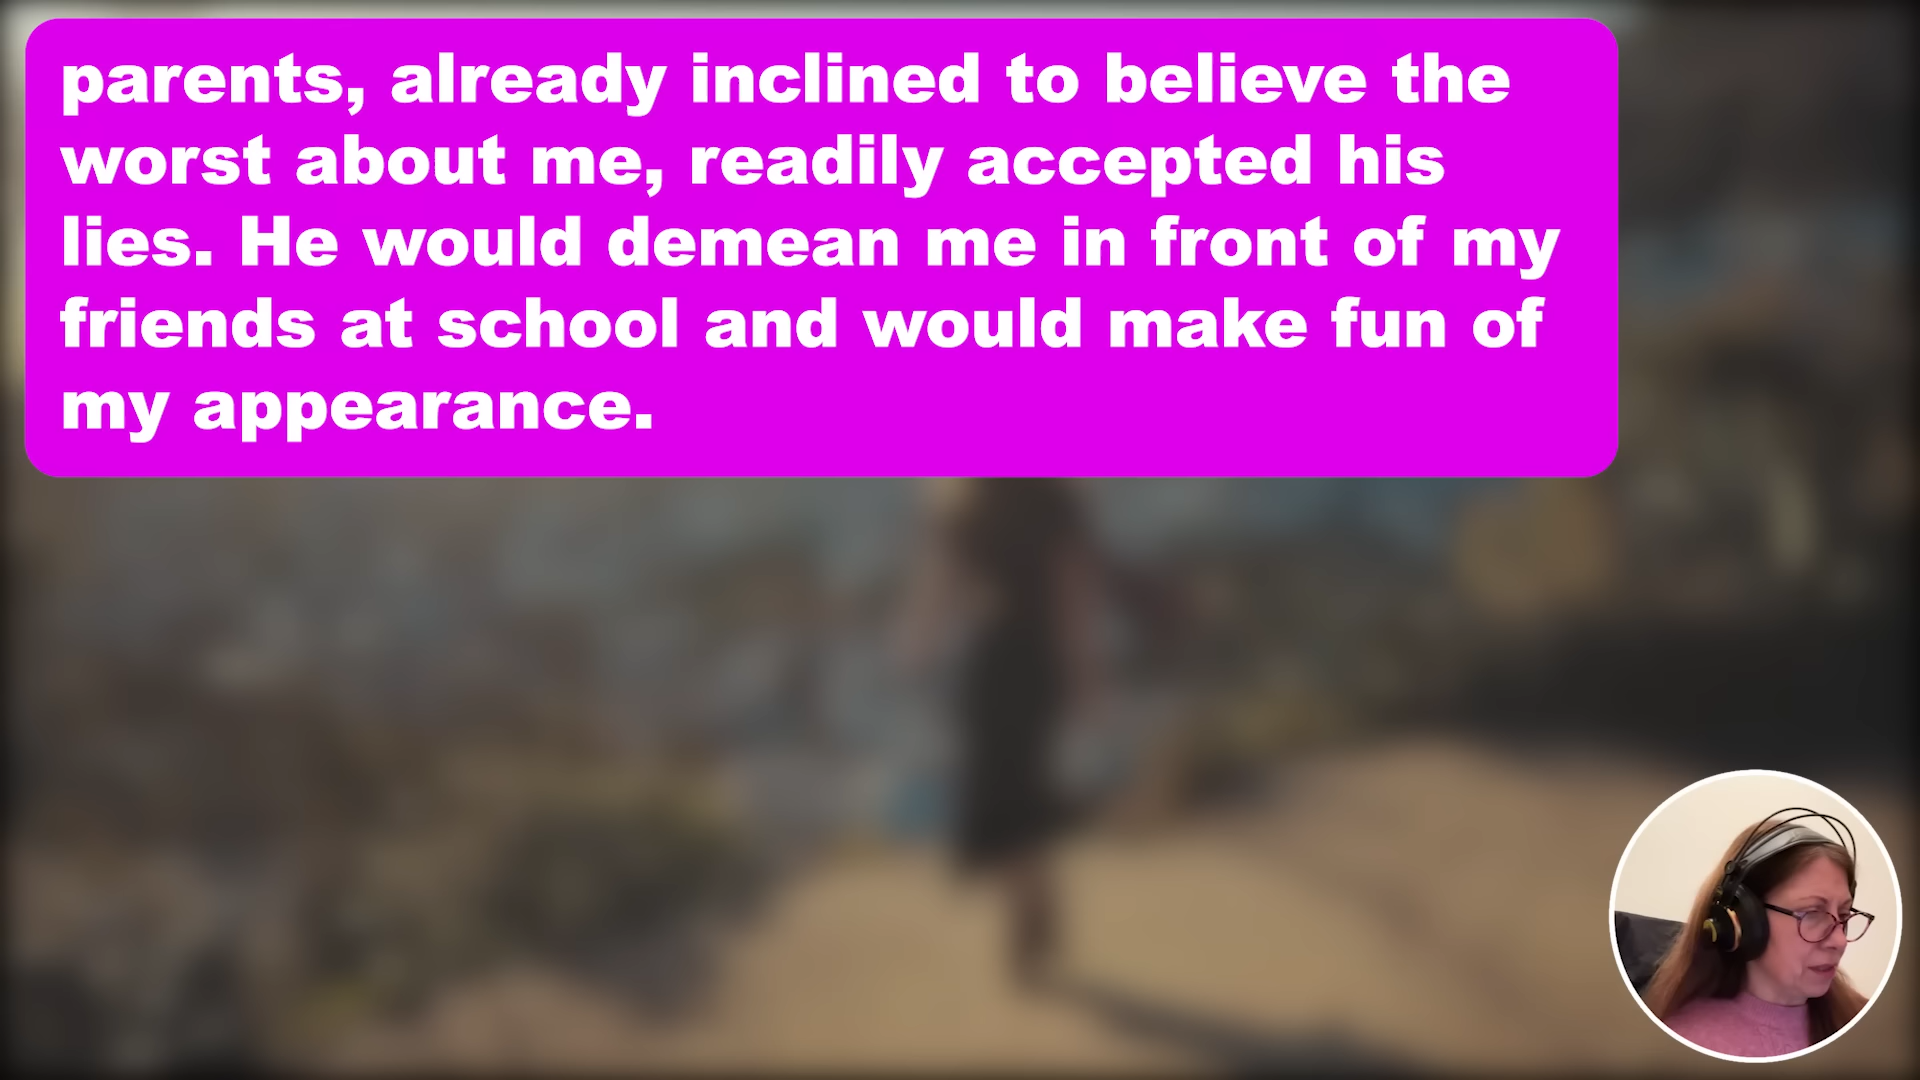 parents, already inclined to believe the
worst about me, readily accepted his
lies. He would demean me in front of my
friends at school and would make fun of
my appearance.